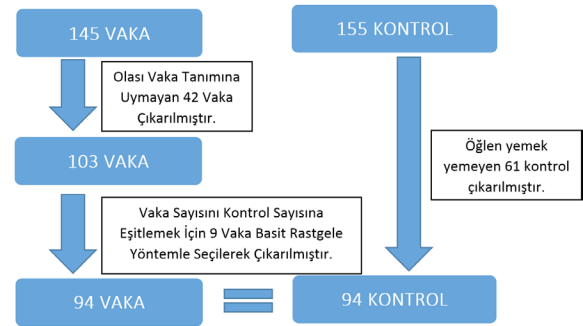 145 VAKA
155 KONTROL
Olası Vaka Tanımına
Uymayan 42 Vaka
Çıkarılmıştır.
103 VAKA
Öğlen yemek
yemeyen 61 kontrol
çıkarılmıştır.
Vaka Sayısını Kontrol Sayısına
Eşitlemek İçin 9 Vaka Basit Rastgele
Yöntemle Seçilerek Çıkarılmıştır.
94 VAKA
94 KONTROL